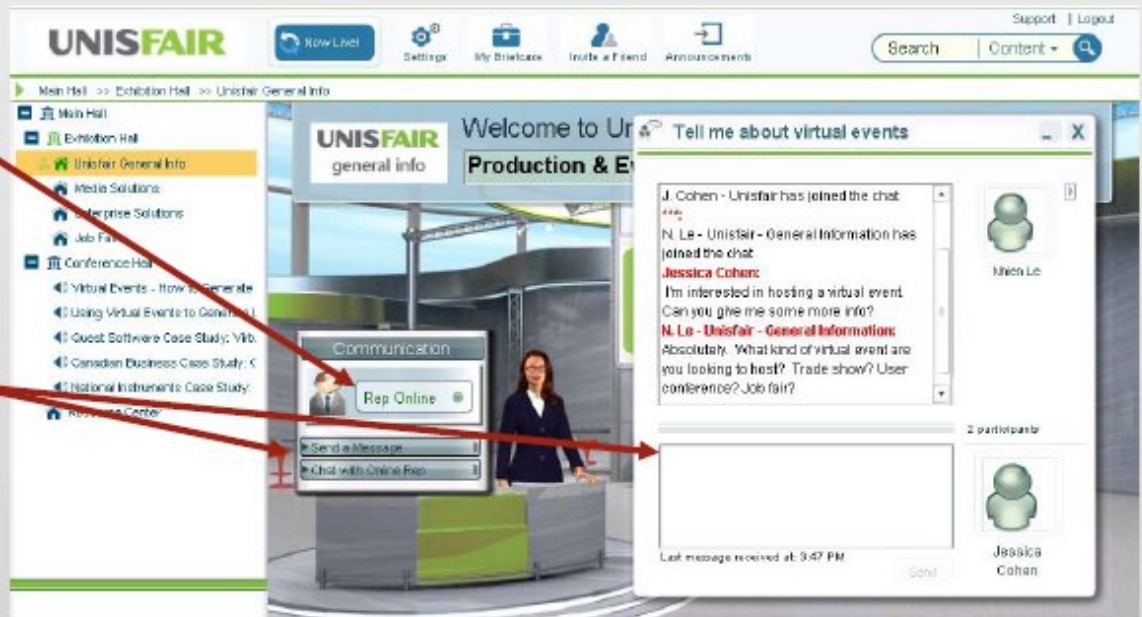 Support | Logout
UNISFAIR
Now Live!
Settings
My Briefcase
Invite a Friend
Announcements
Search
Content
Main Hall >> Exhibition Hall >> Unisfair General Info
Main Hall
Exhibition Hall
Unisfair General Info
Media Solutions
Enterprise Solutions
Job
Conference Hall
Virtual Events - How to Generate
Using Virtual Events to
Quest Software Case Study: Virt.
Canadian Business Case Study: C
National Instruments Case Study:
Resource Center
UNISFAIR
general info
Welcome to Un
Production & E
Communication
Rep Online
Send a Message
Chat with Online Rep
Tell me about virtual events
_ X
J. Cohen - Unisfair has joined the chat
N. Le - Unisfair - General Information has
joined the chat
Jessica Cohen:
I'm interested in hosting a virtual event.
Can you give me some more info?
N. Le - Unisfair - General Information:
Absolutely. What kind of virtual event are
you looking to host? Trade show? User
conference? Job fair?
Nhien Le
2 participants
Last message received at: 3:47 PM
Send
Jessica
Cohen